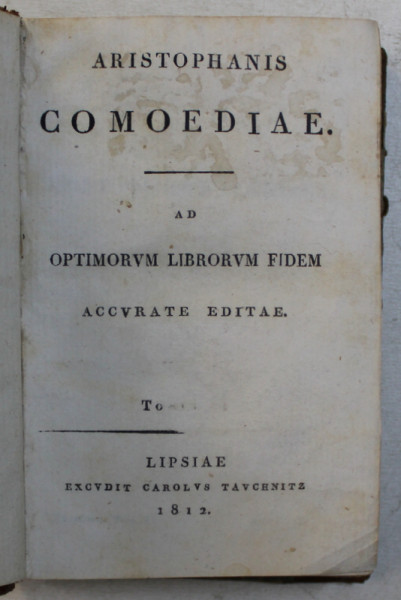 ARISTOPHANIS
COMOEDIAE.
AD
OPTIMORVM LIBRORVM FIDEM
ACCVRATE EDITAE.
LIPSIAE
EXCVDIT CAROLVS TAVCHNITZ
1812.